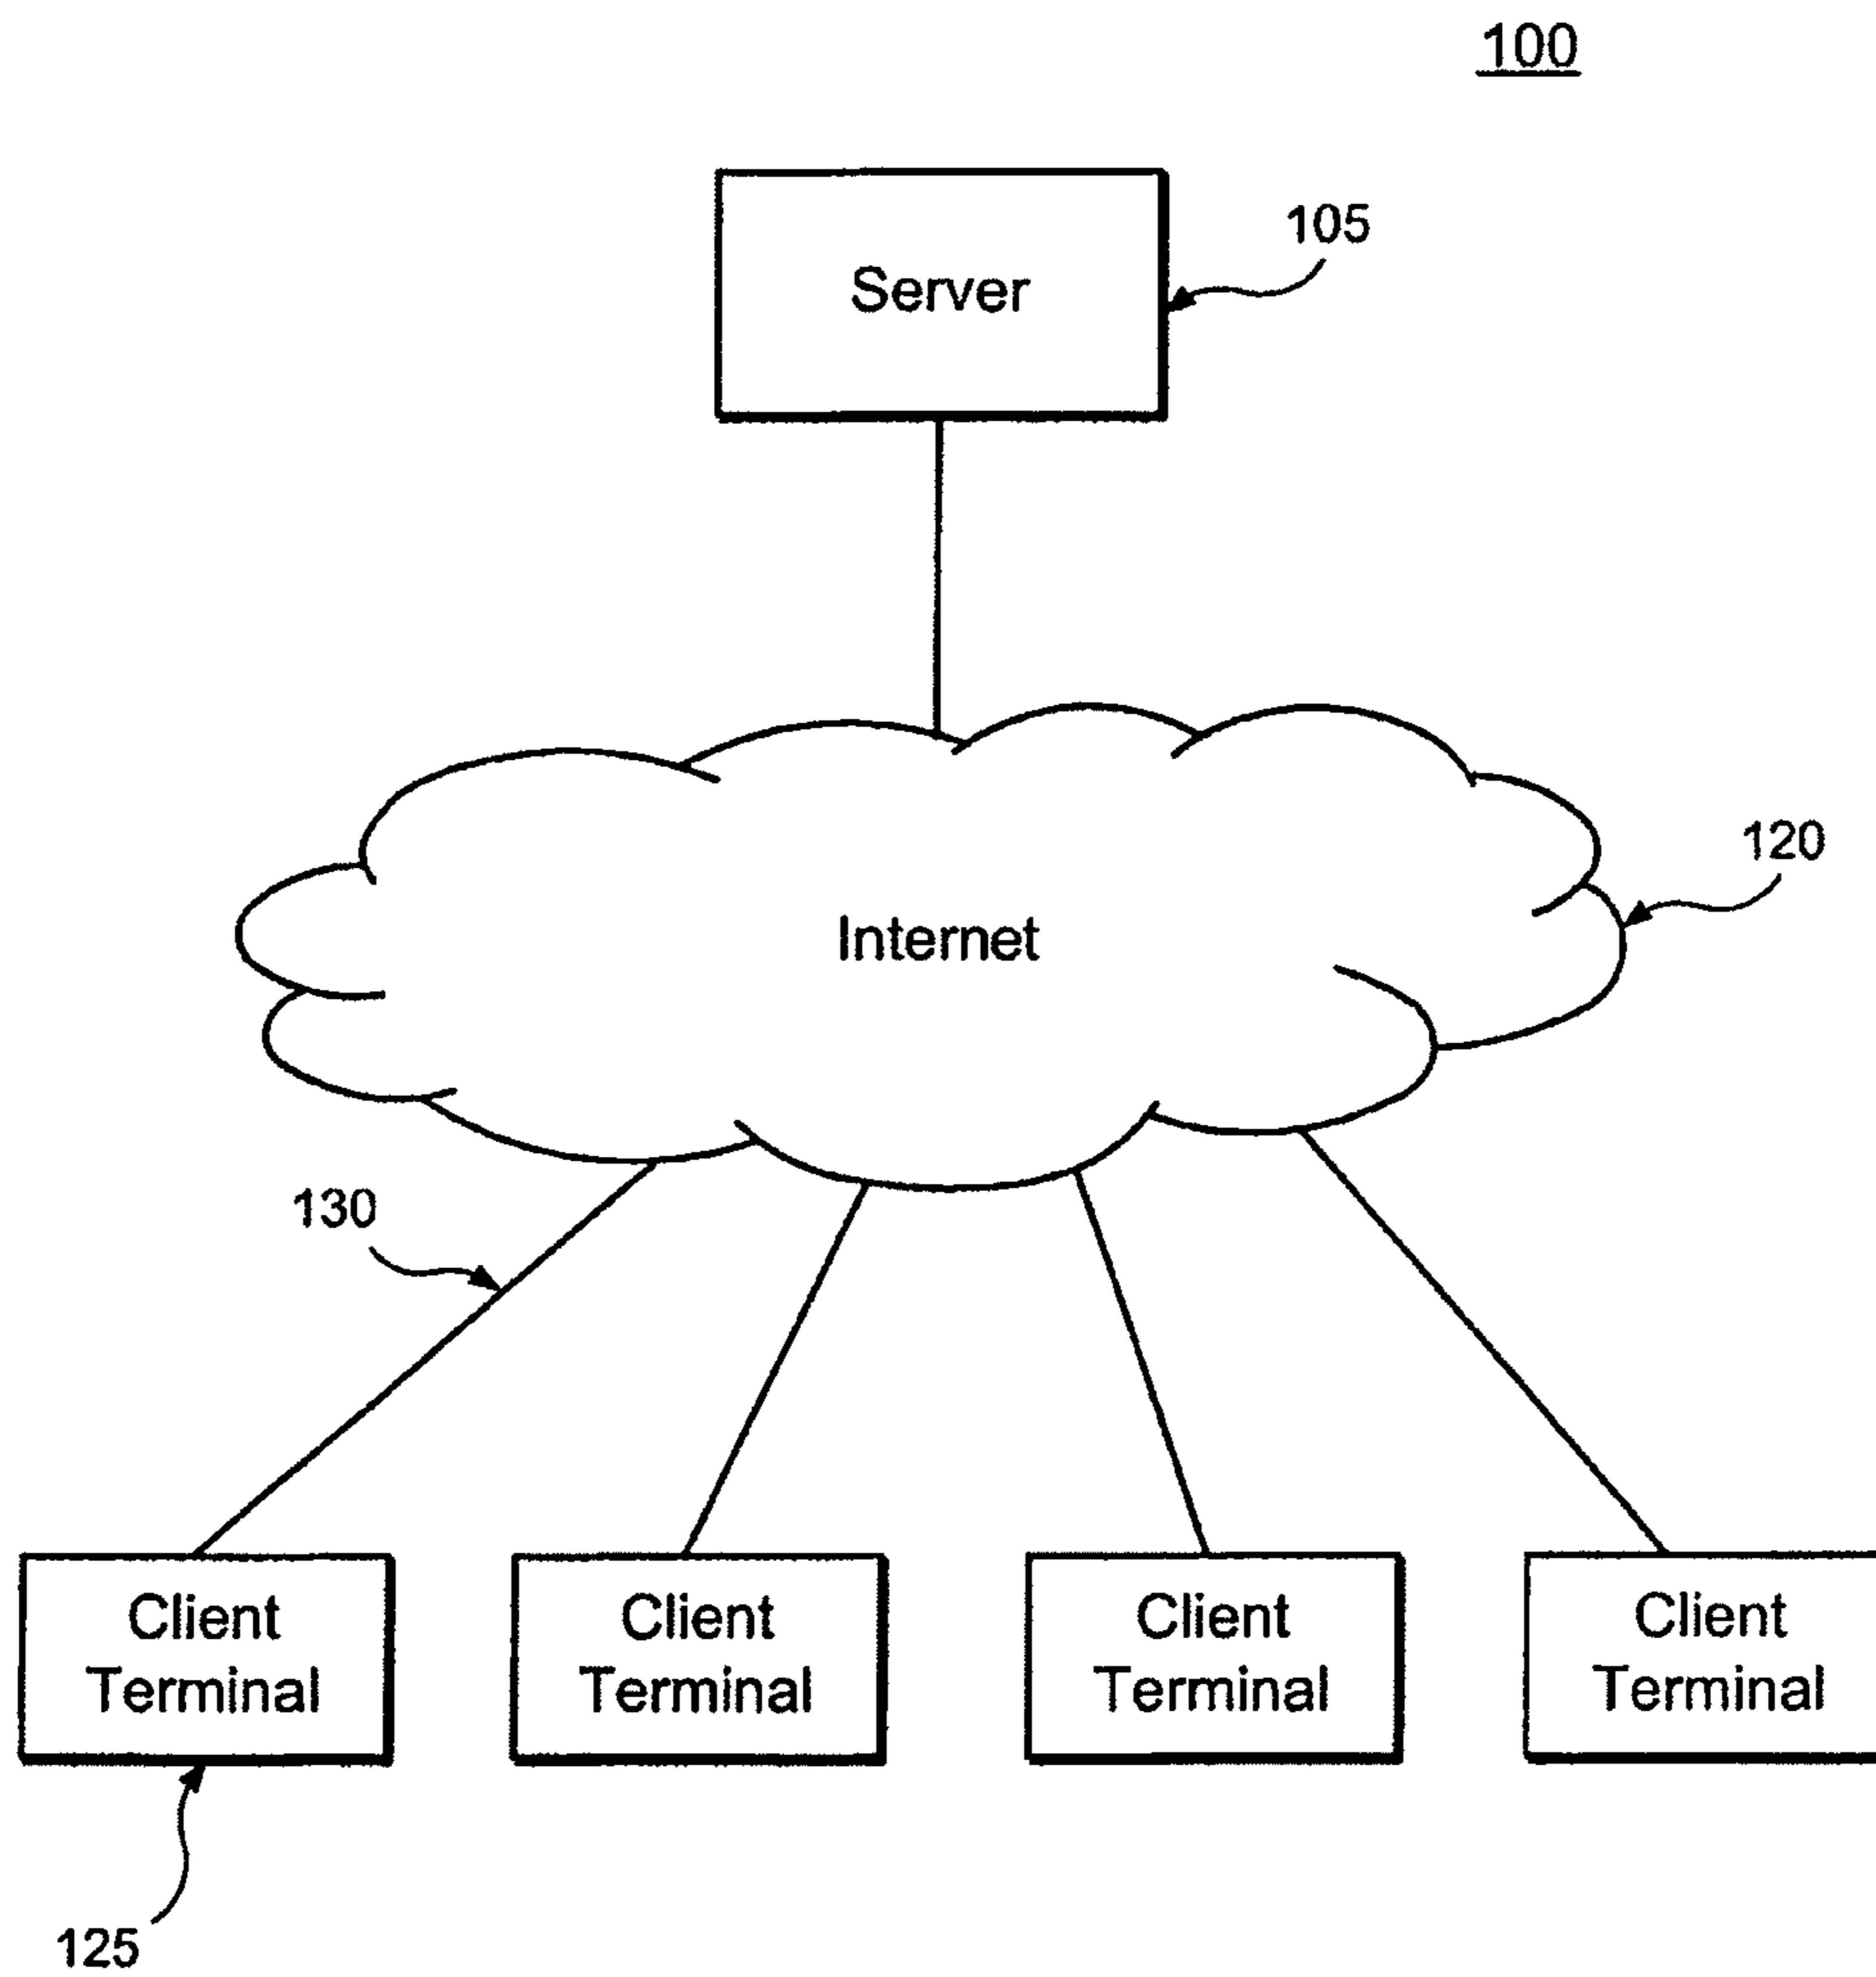 100
Server
105
120
Internet
130
Client
Terminal
Client
Terminal
Client
Terminal
Client
Terminal
125